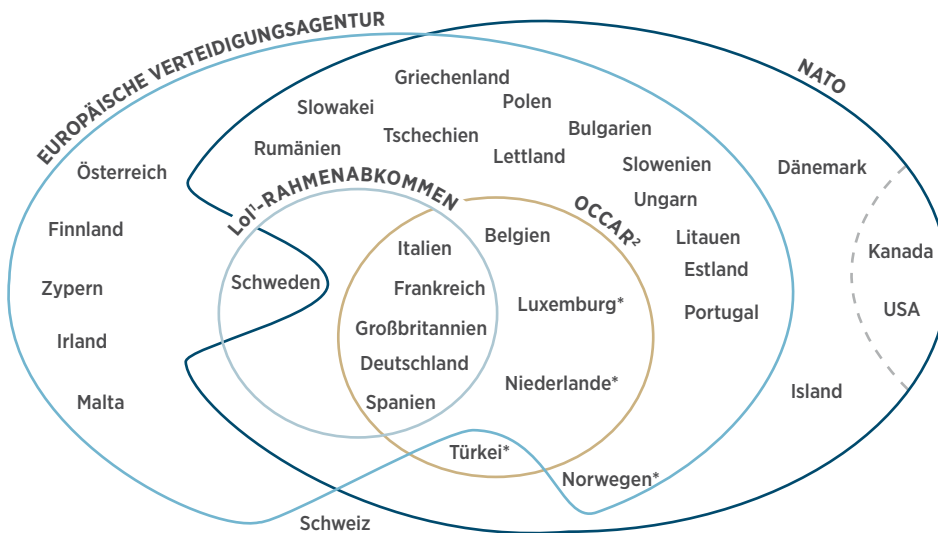 EUROPÄISCHE VERTEIDIGUNGSAGENTUR
NATO
Griechenland
Slowakei
Polen
Bulgarien
Tschechien
Rumänien
Lettland
Slowenien
Dänemark
Österreich
LoI¹-RAHMENABKOMMEN
OCCAR²
Ungarn
Finnland
Belgien
Litauen
Italien
Kanada
Estland
Schweden
Zypern
Frankreich
Luxemburg*
Portugal
USA
Großbritannien
Irland
Deutschland
Niederlande*
Island
Malta
Spanien
Türkei*
Norwegen*
Schweiz